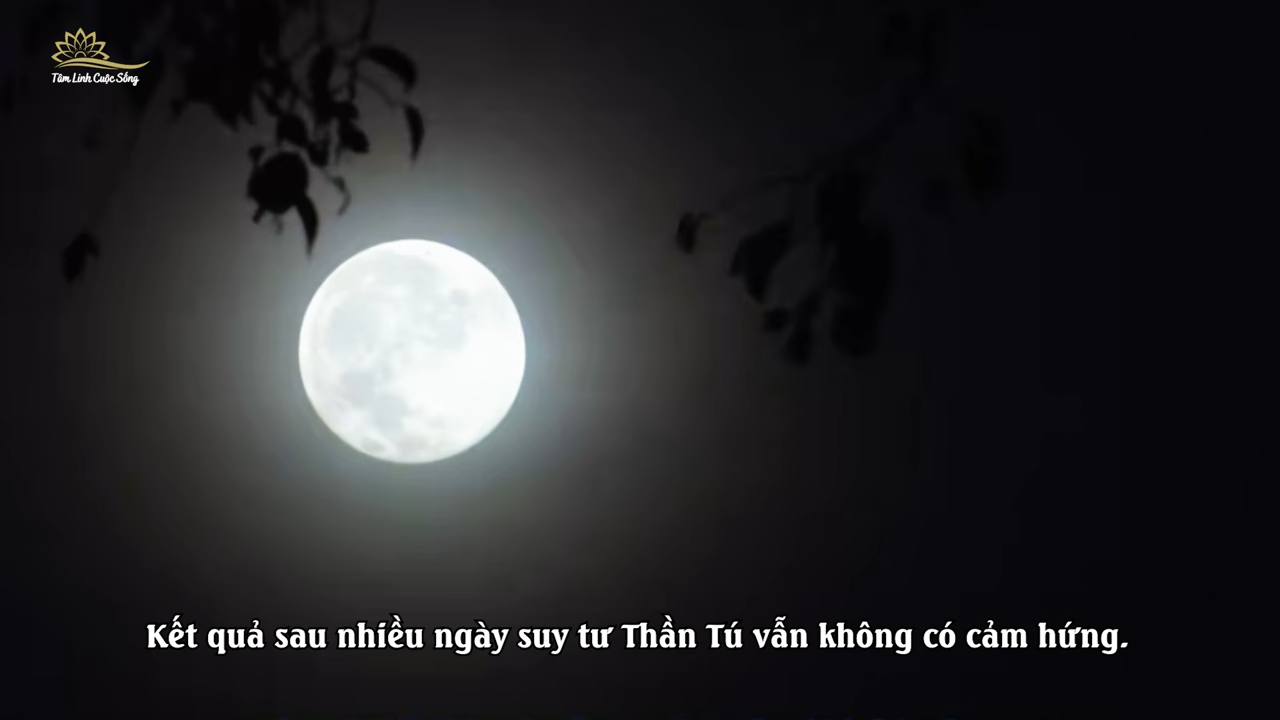 Tâm Linh Cuộc Sống
Kết quả sau nhiều ngày suy tư Thần Tú vẫn không có cảm hứng.